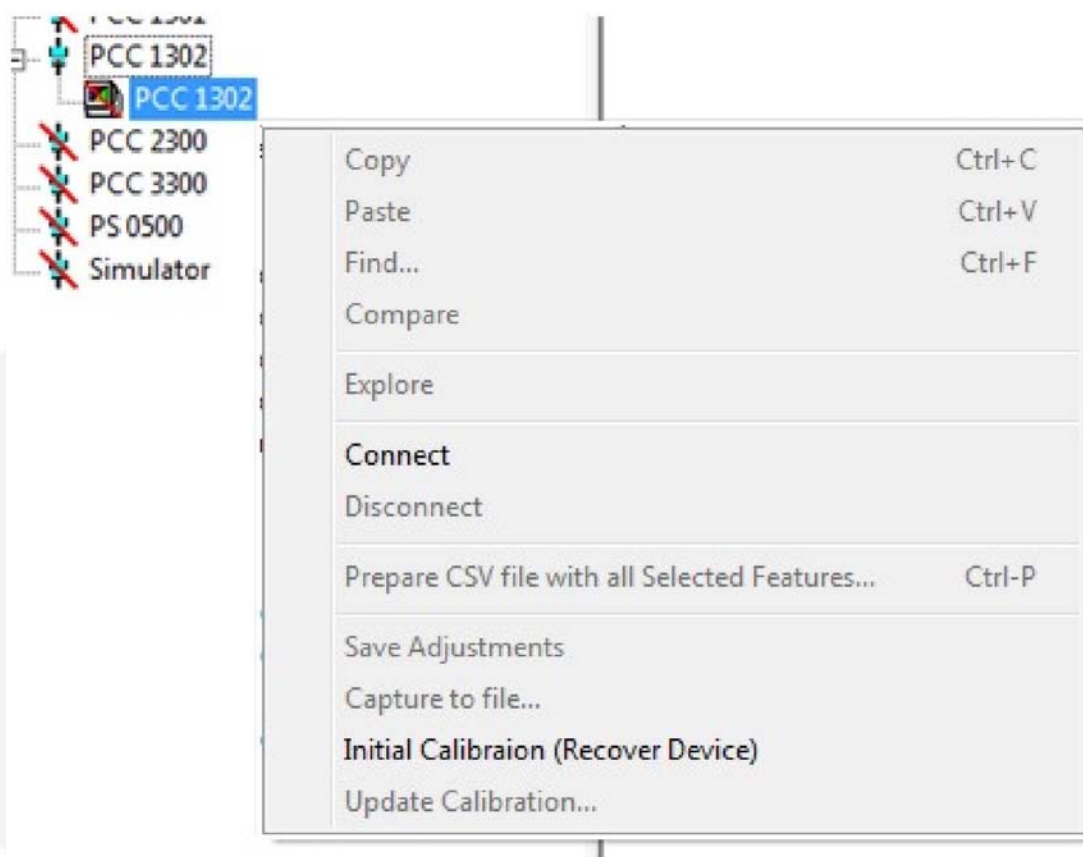 PCC 1302
PCC 1302
PCC 2300
PCC 3300
PS 0500
Simulator
Copy Ctrl+C
Paste Ctrl+V
Find... Ctrl+F
Compare
Explore
Connect
Disconnect
Prepare CSV file with all Selected Features... Ctrl-P
Save Adjustments
Capture to file...
Initial Calibraion (Recover Device)
Update Calibration...